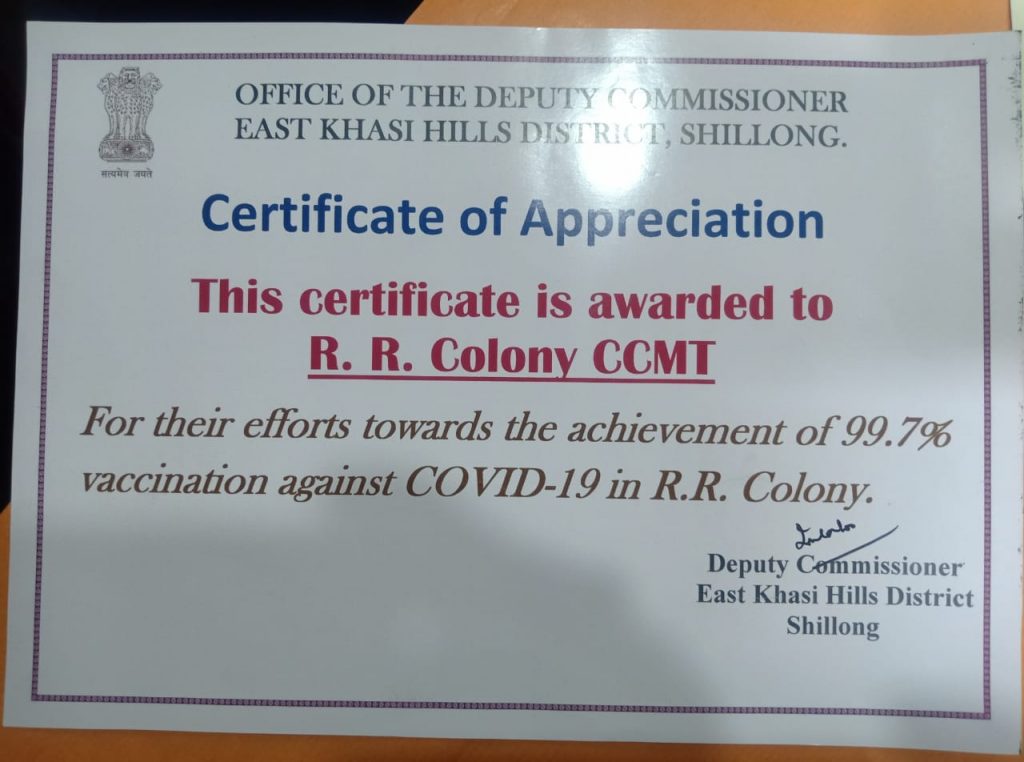 सत्यमेव जयते
OFFICE OF THE DEPUTY COMMISSIONER
EAST KHASI HILLS DISTRICT, SHILLONG.
Certificate of Appreciation
This certificate is awarded to
R. R. Colony CCMT
For their efforts towards the achievement of 99.7%
vaccination against COVID-19 in R.R. Colony.
Deputy Commissioner
East Khasi Hills District
Shillong